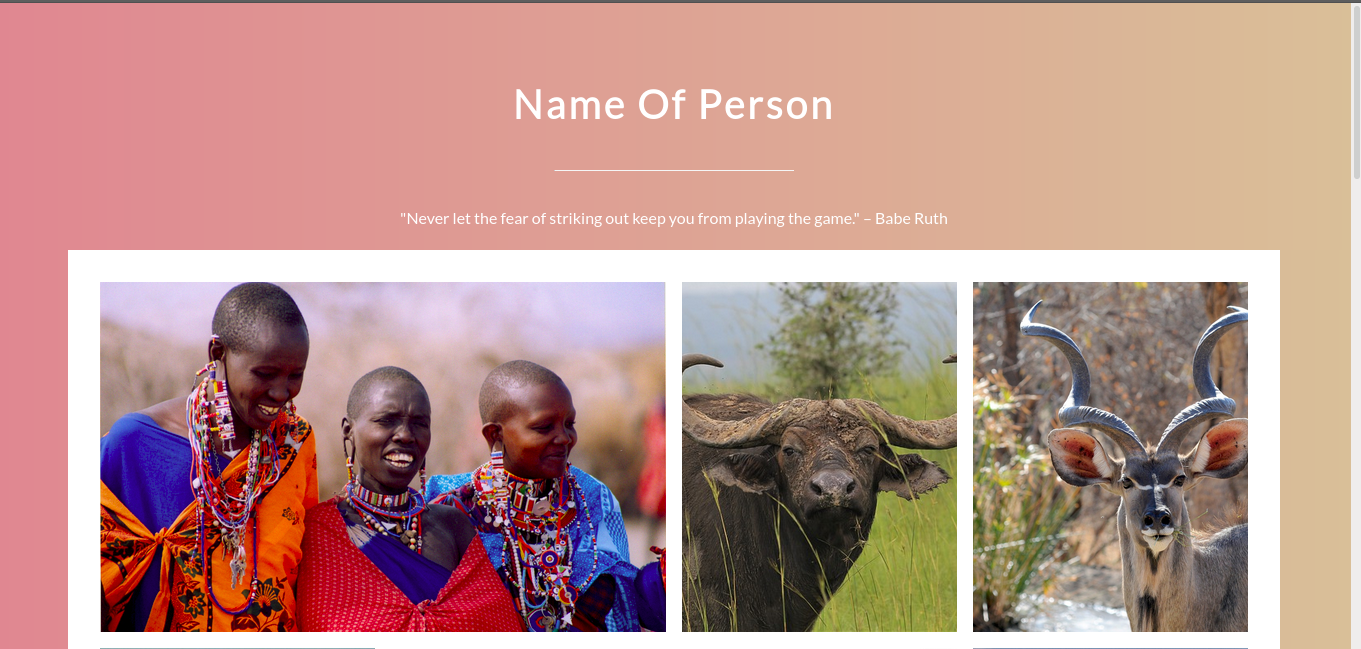 Name Of Person
"Never let the fear of striking out keep you from playing the game." – Babe Ruth